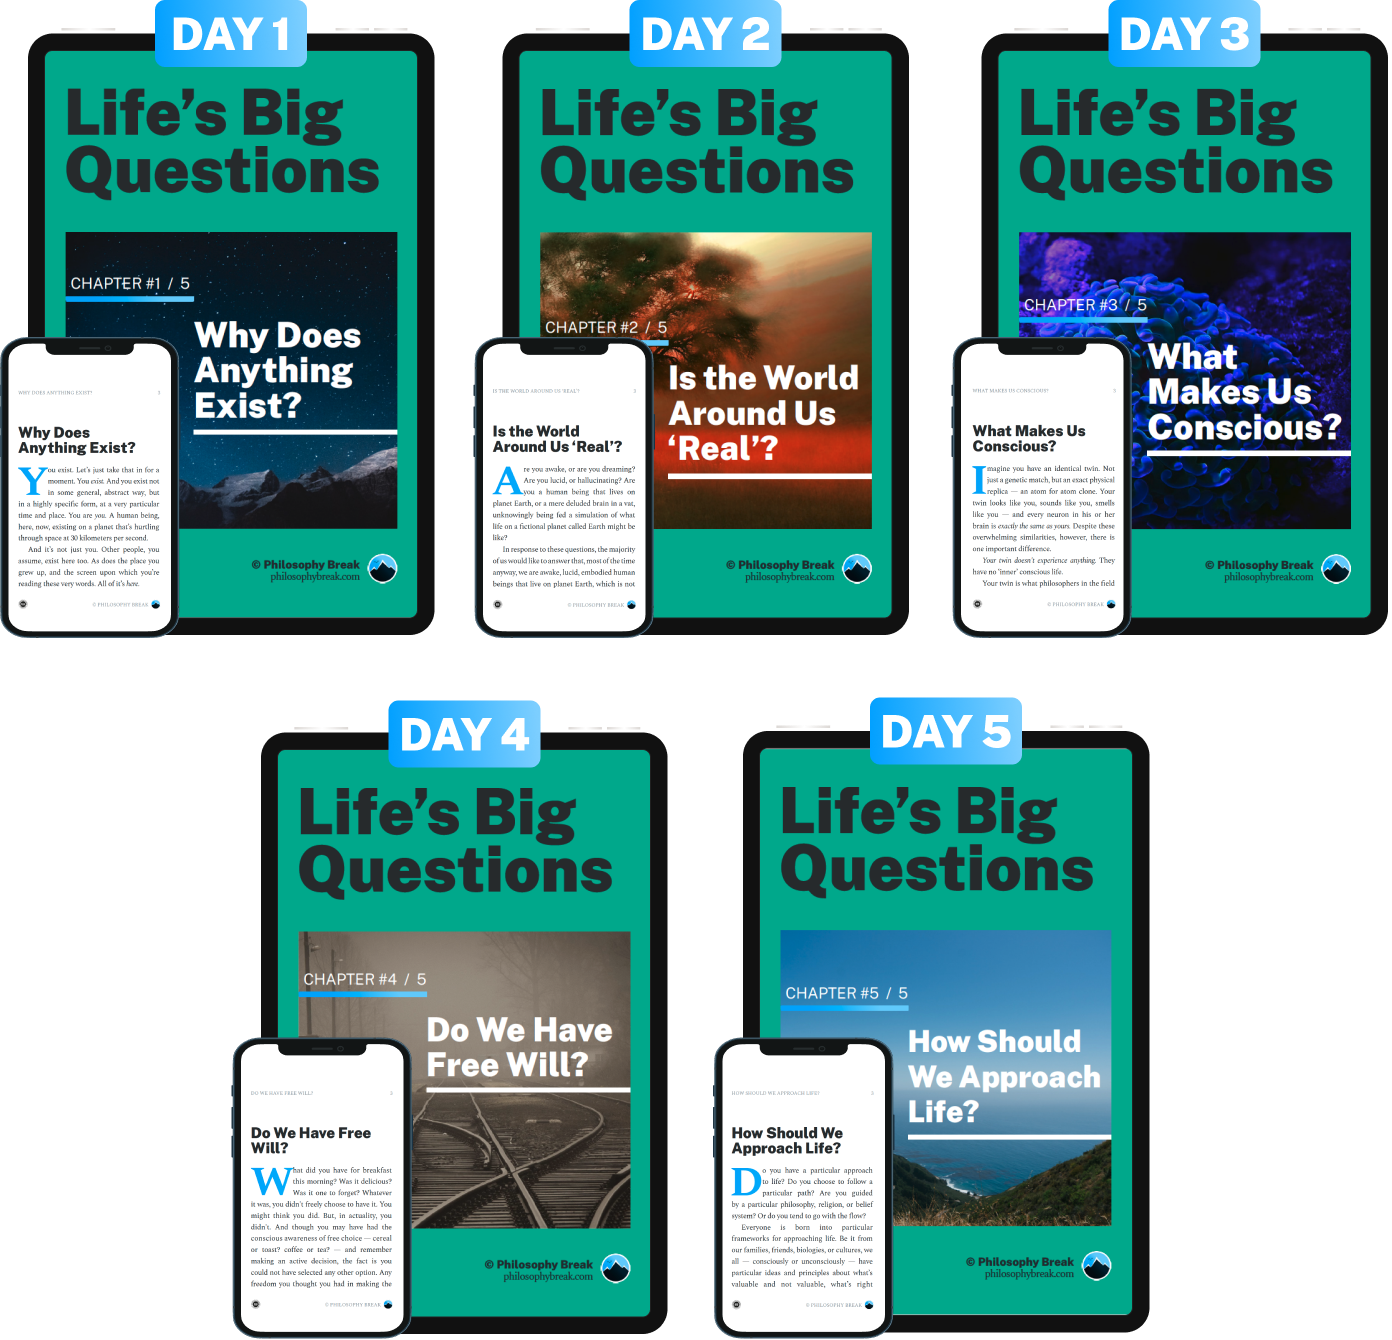 DAY 1
Life's Big
Questions
CHAPTER #1 / 5
Why Does
Anything
Exist?
© Philosophy Break
philosophybreak.com
WHY DOES ANYTHING EXIST?
Why Does
Anything Exist?
You exist. Let's just take that in for a
moment. You exist. And you exist not
in some general, abstract way, but
in a highly specific form, at a very particular
time and place. You are you. A human being,
here, now, existing on a planet that's hurtling
through space at 30 kilometers per second.
And it's not just you. Other people, you
assume, exist here too. As does the place you
grew up, and the screen upon which you're
reading these very words. All of it's here.
© PHILOSOPHY BREAK
DAY 2
Life's Big
Questions
CHAPTER #2 / 5
Is the World
Around Us
‘Real’?
© Philosophy Break
philosophybreak.com
IS THE WORLD AROUND US ‘REAL’?
Is the World
Around Us ‘Real’?
Are you awake, or are you dreaming?
Are you lucid, or hallucinating? Are
you a human being that lives on
planet Earth, or a mere deluded brain in a vat,
unknowingly being fed a simulation of what
life on a fictional planet called Earth might be
like?
In response to these questions, the majority
of us would like to answer that, most of the time
anyway, we are awake, lucid, embodied human
beings that live on planet Earth, which is not
© PHILOSOPHY BREAK
DAY 3
Life's Big
Questions
CHAPTER #3 / 5
What
Makes Us
Conscious?
© Philosophy Break
philosophybreak.com
WHAT MAKES US CONSCIOUS?
What Makes Us
Conscious?
Imagine you have an identical twin. Not
just a genetic match, but an exact physical
replica — an atom for atom clone. Your
twin looks like you, sounds like you, smells
like you — and every neuron in his or her
brain is exactly the same as yours. Despite these
overwhelming similarities, however, there is
one important difference.
Your twin doesn't experience anything. They
have no ‘inner’ conscious life.
Your twin is what philosophers in the field
© PHILOSOPHY BREAK
DAY 4
Life's Big
Questions
CHAPTER #4 / 5
Do We Have
Free Will?
© Philosophy Break
philosophybreak.com
DO WE HAVE FREE WILL?
Do We Have Free
Will?
What did you have for breakfast
this morning? Was it delicious?
Was it one to forget? Whatever
it was, you didn't freely choose to have it. You
might think you did. But, in actuality, you
didn't. And though you may have had the
conscious awareness of free choice — cereal
or toast? coffee or tea? — and remember
making an active decision, the fact is you
could not have selected any other option. Any
freedom you thought you had in making the
© PHILOSOPHY BREAK
DAY 5
Life's Big
Questions
CHAPTER #5 / 5
How Should
We Approach
Life?
© Philosophy Break
philosophybreak.com
HOW SHOULD WE APPROACH LIFE?
How Should We
Approach Life?
Do you have a particular approach
to life? Do you choose to follow a
particular path? Are you guided
by a particular philosophy, religion, or belief
system? Or do you tend to go with the flow?
Everyone is born into particular
frameworks for approaching life. Be it from
our families, friends, biologies, or cultures, we
all — consciously or unconsciously — have
particular ideas and principles about what's
valuable and not valuable, what's right
© PHILOSOPHY BREAK